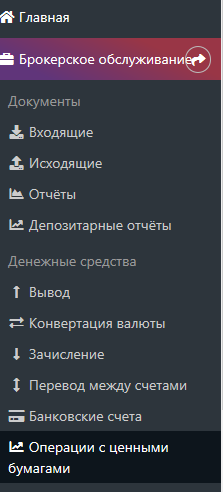 Главная
Брокерское обслуживание
Документы
Входящие
Исходящие
Отчёты
Депозитарные отчёты
Денежные средства
Вывод
Конвертация валюты
Зачисление
Перевод между счетами
Банковские счета
Операции с ценными
бумагами